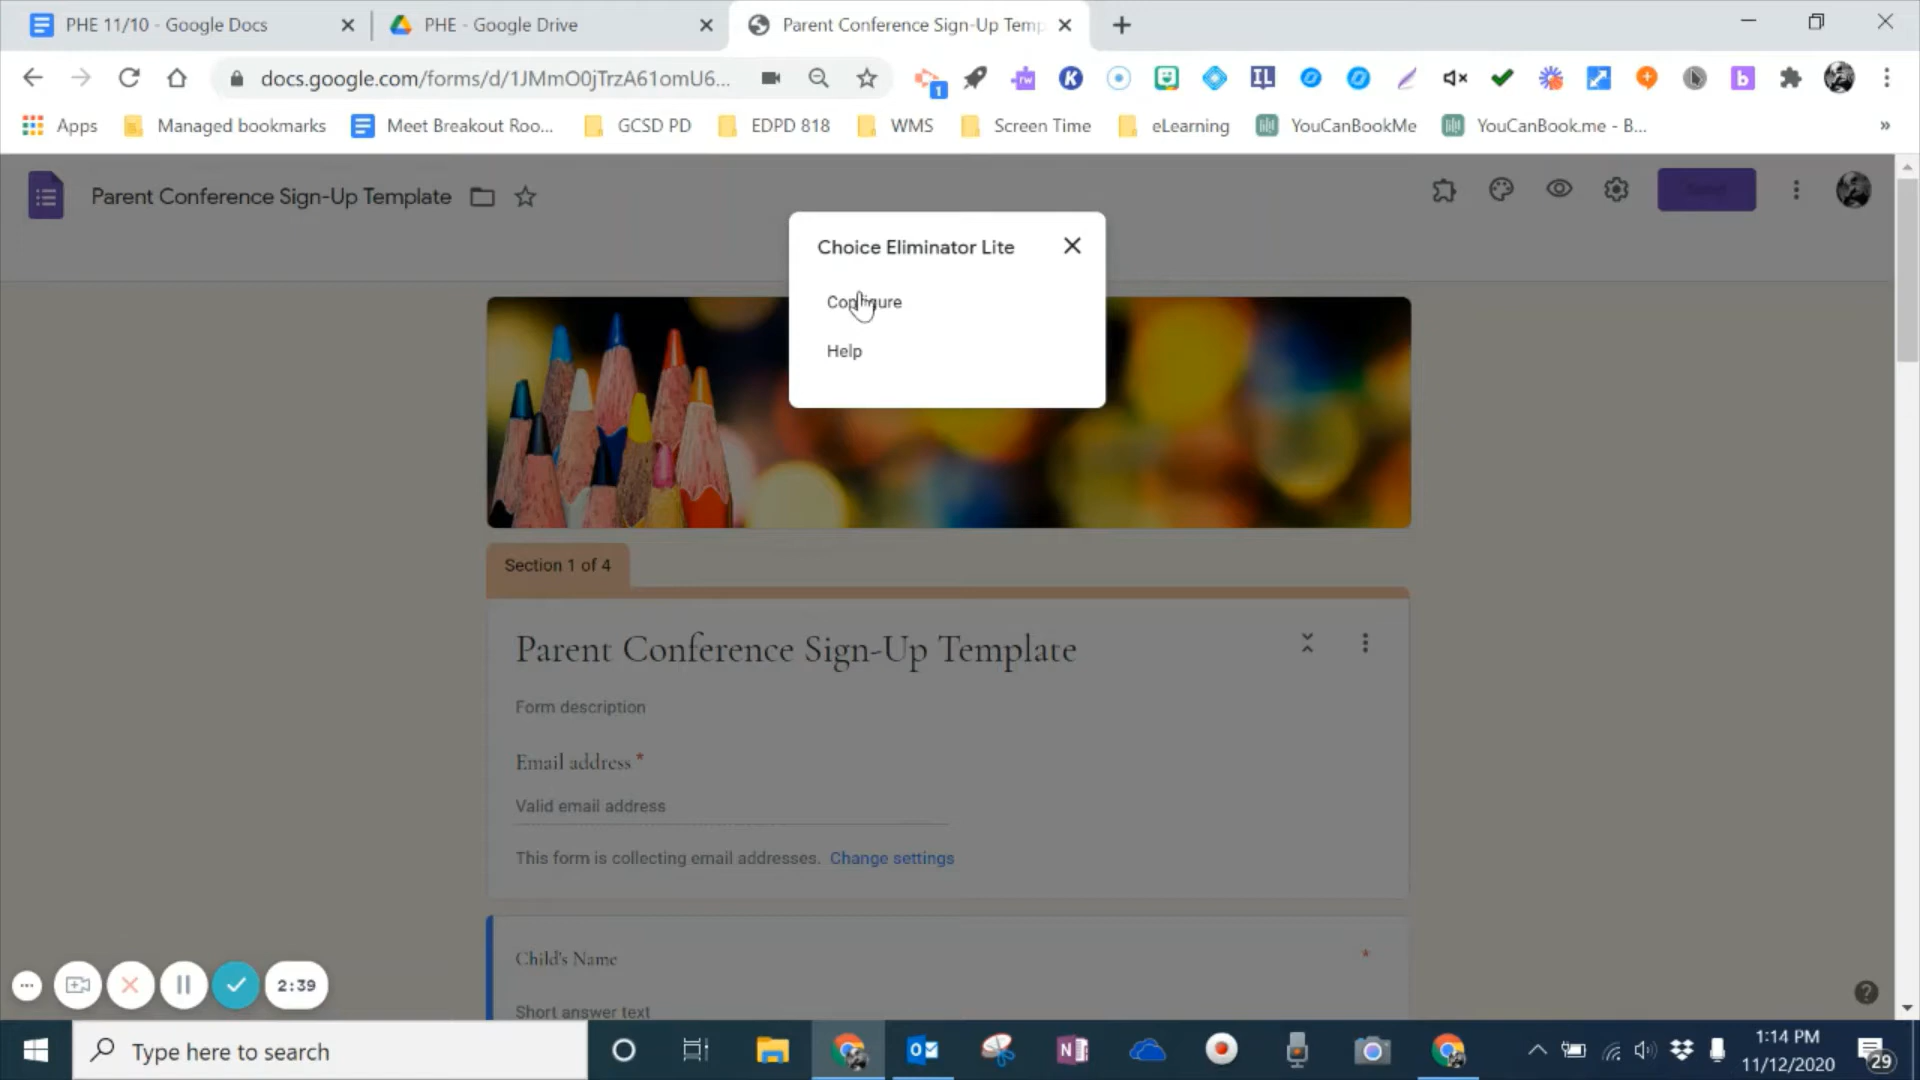 PHE 11/10 - Google Docs
PHE - Google Drive
Parent Conference Sign-Up Temp
docs.google.com/forms/d/1JMmO0jTrzA61omU6...
1
rw
K
IL
b
Apps
Managed bookmarks
Meet Breakout Roo...
GCSD PD
EDPD 818
WMS
Screen Time
eLearning
YouCanBookMe
YouCanBook.me - B...
»
Parent Conference Sign-Up Template
Send
Choice Eliminator Lite
Configure
Help
Section 1 of 4
Parent Conference Sign-Up Template
Form description
Email address *
Valid email address
This form is collecting email addresses. Change settings
Child's Name *
Short answer text
2:39
Type here to search
1:14 PM
11/12/2020
29